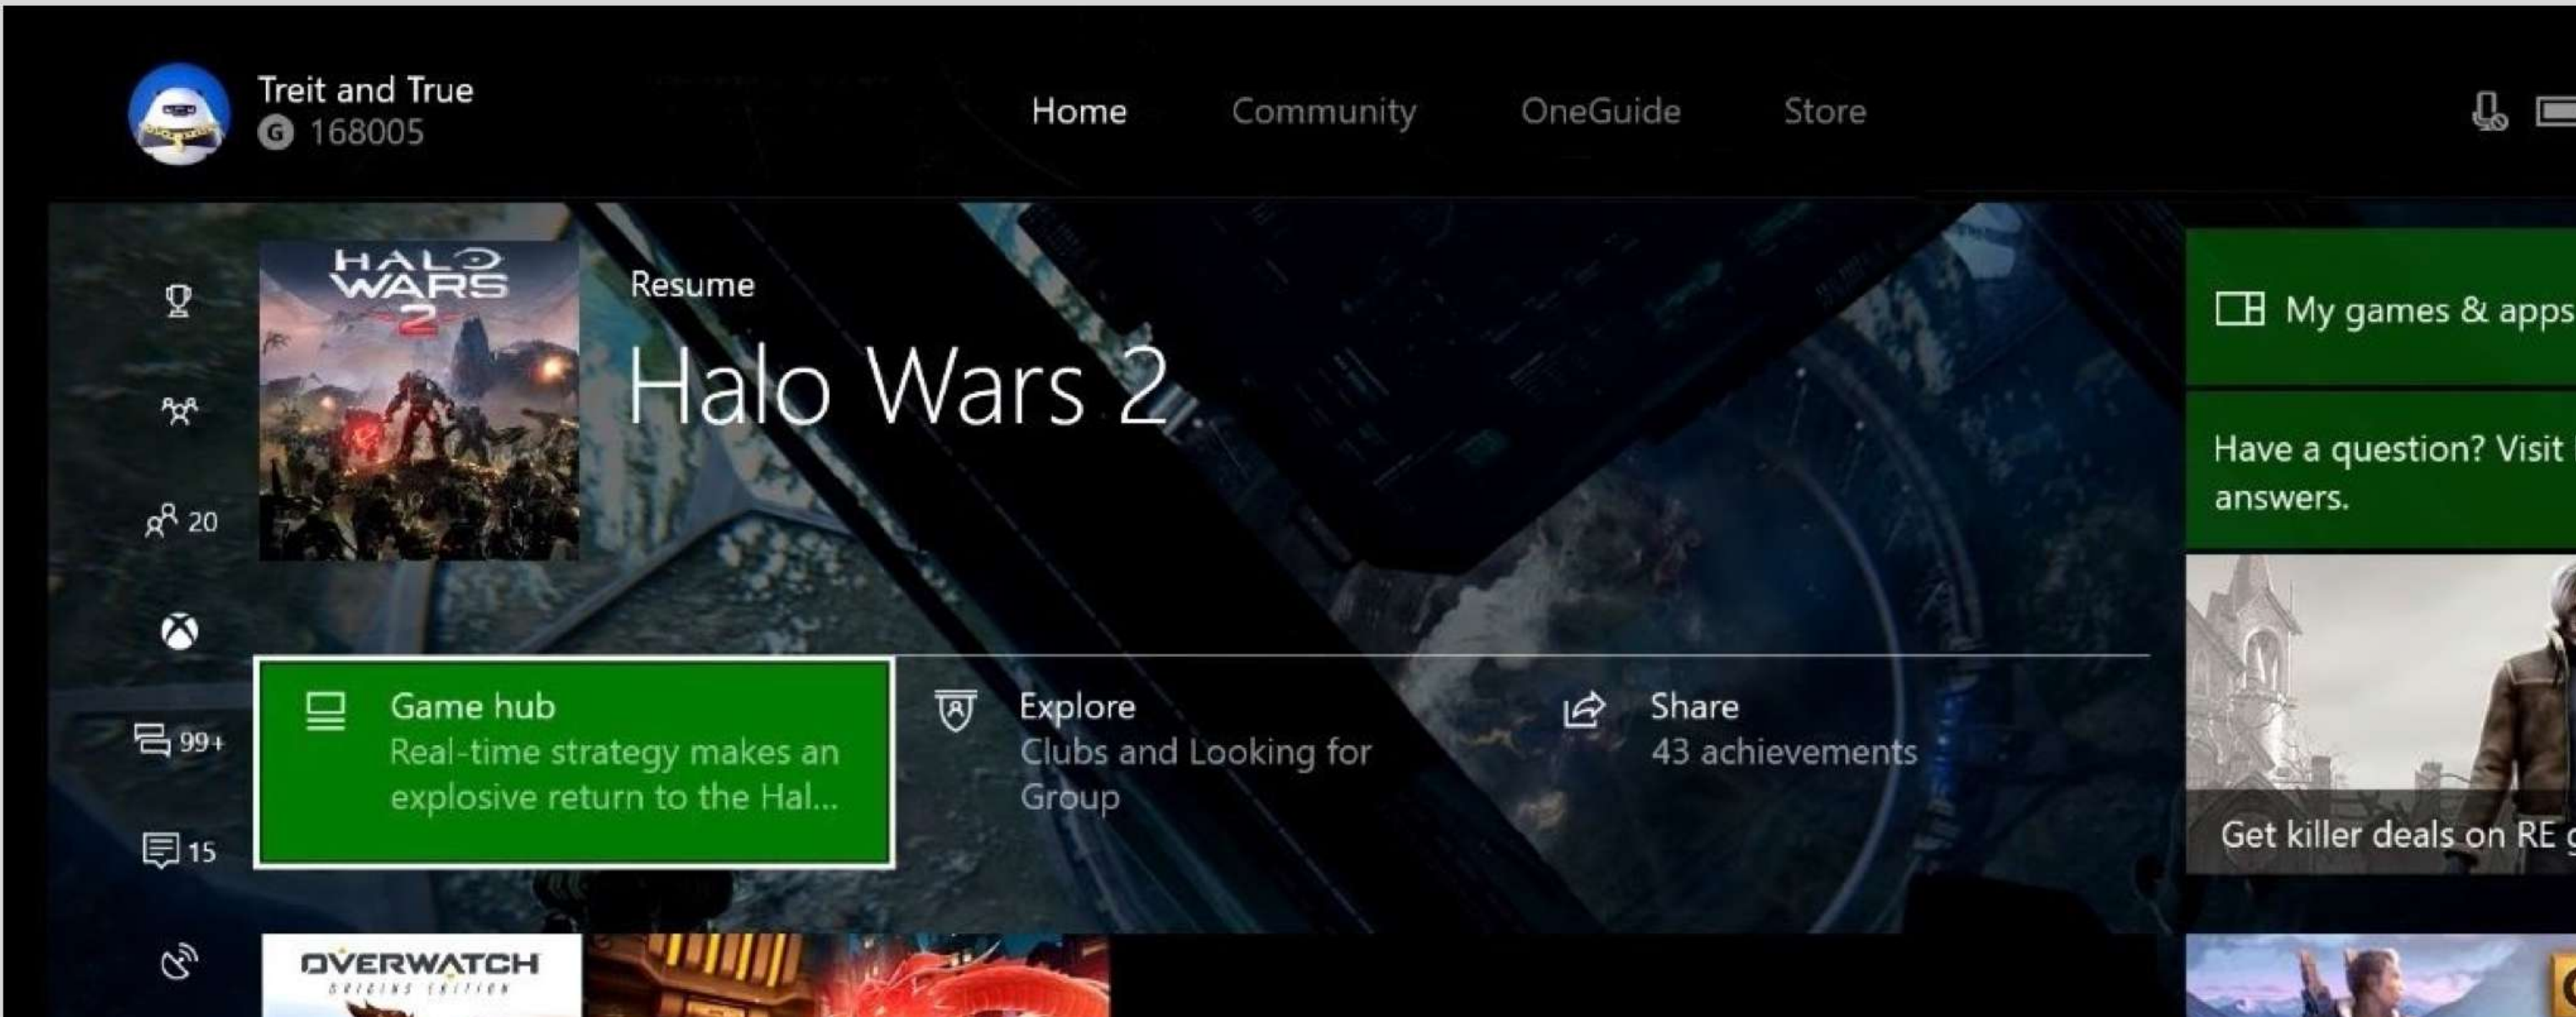 Treit and True
G 168005
Home
Community
OneGuide
Store
HALO
WARS
2
Resume
Halo Wars 2
20
99+
15
Game hub
Real-time strategy makes an
explosive return to the Hal...
Explore
Clubs and Looking for
Group
Share
43 achievements
My games & apps
Have a question? Visit
answers.
Get killer deals on RE
OVERWATCH
ORIGINS EDITION